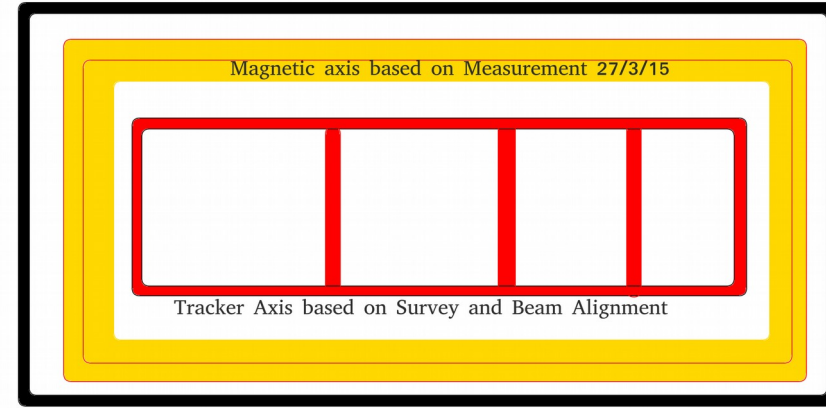 Magnetic axis based on Measurement 27/3/15
Tracker Axis based on Survey and Beam Alignment